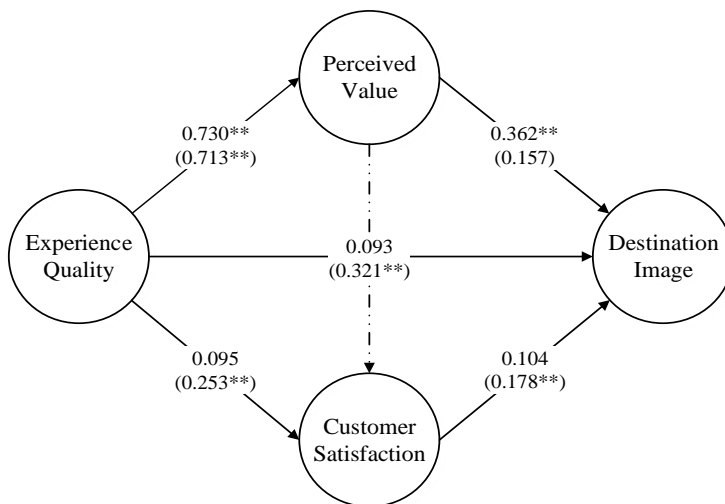 Perceived
Value
0.730**
(0.713**)
0.362**
(0.157)
Experience
Quality
0.093
(0.321**)
Destination
Image
0.095
(0.253**)
0.104
(0.178**)
Customer
Satisfaction